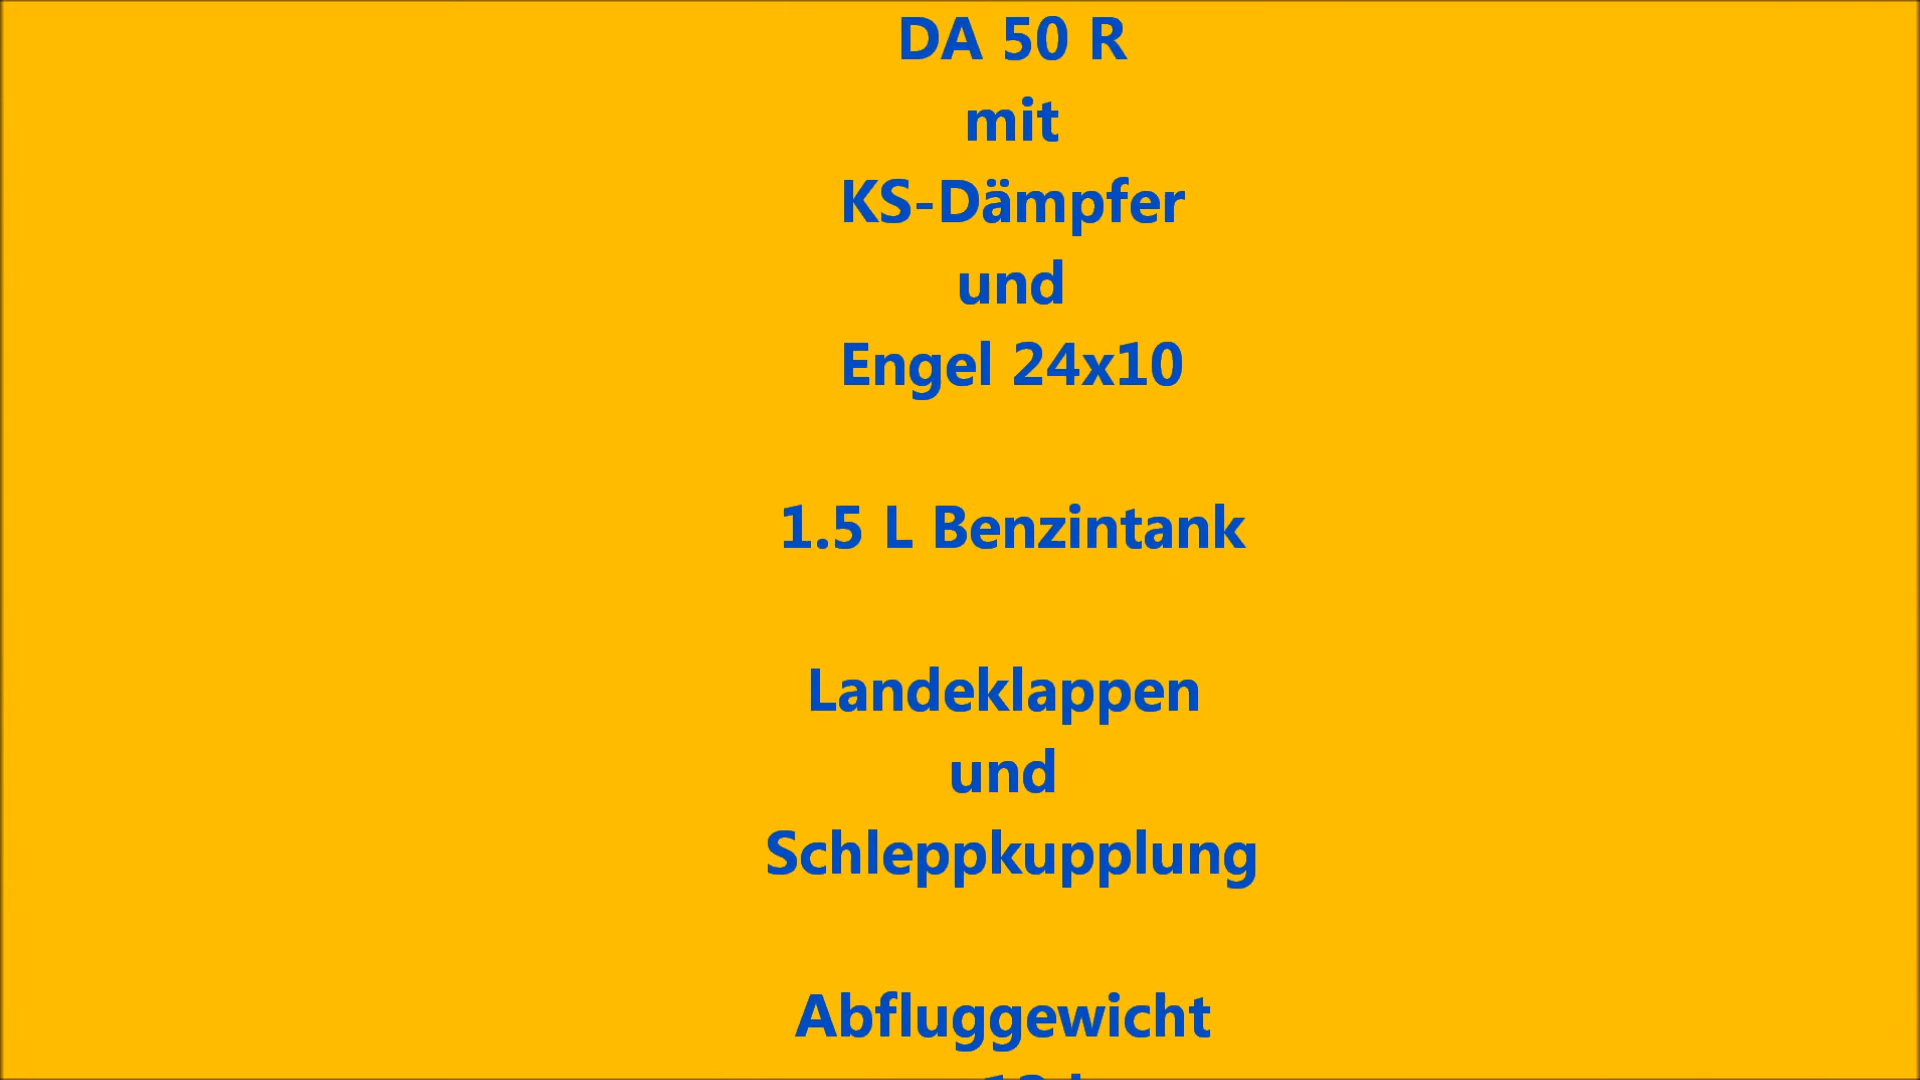 DA 50 R
mit
KS-Dämpfer
und
Engel 24x10
1.5 L Benzintank
Landeklappen
und
Schleppkupplung
Abfluggewicht